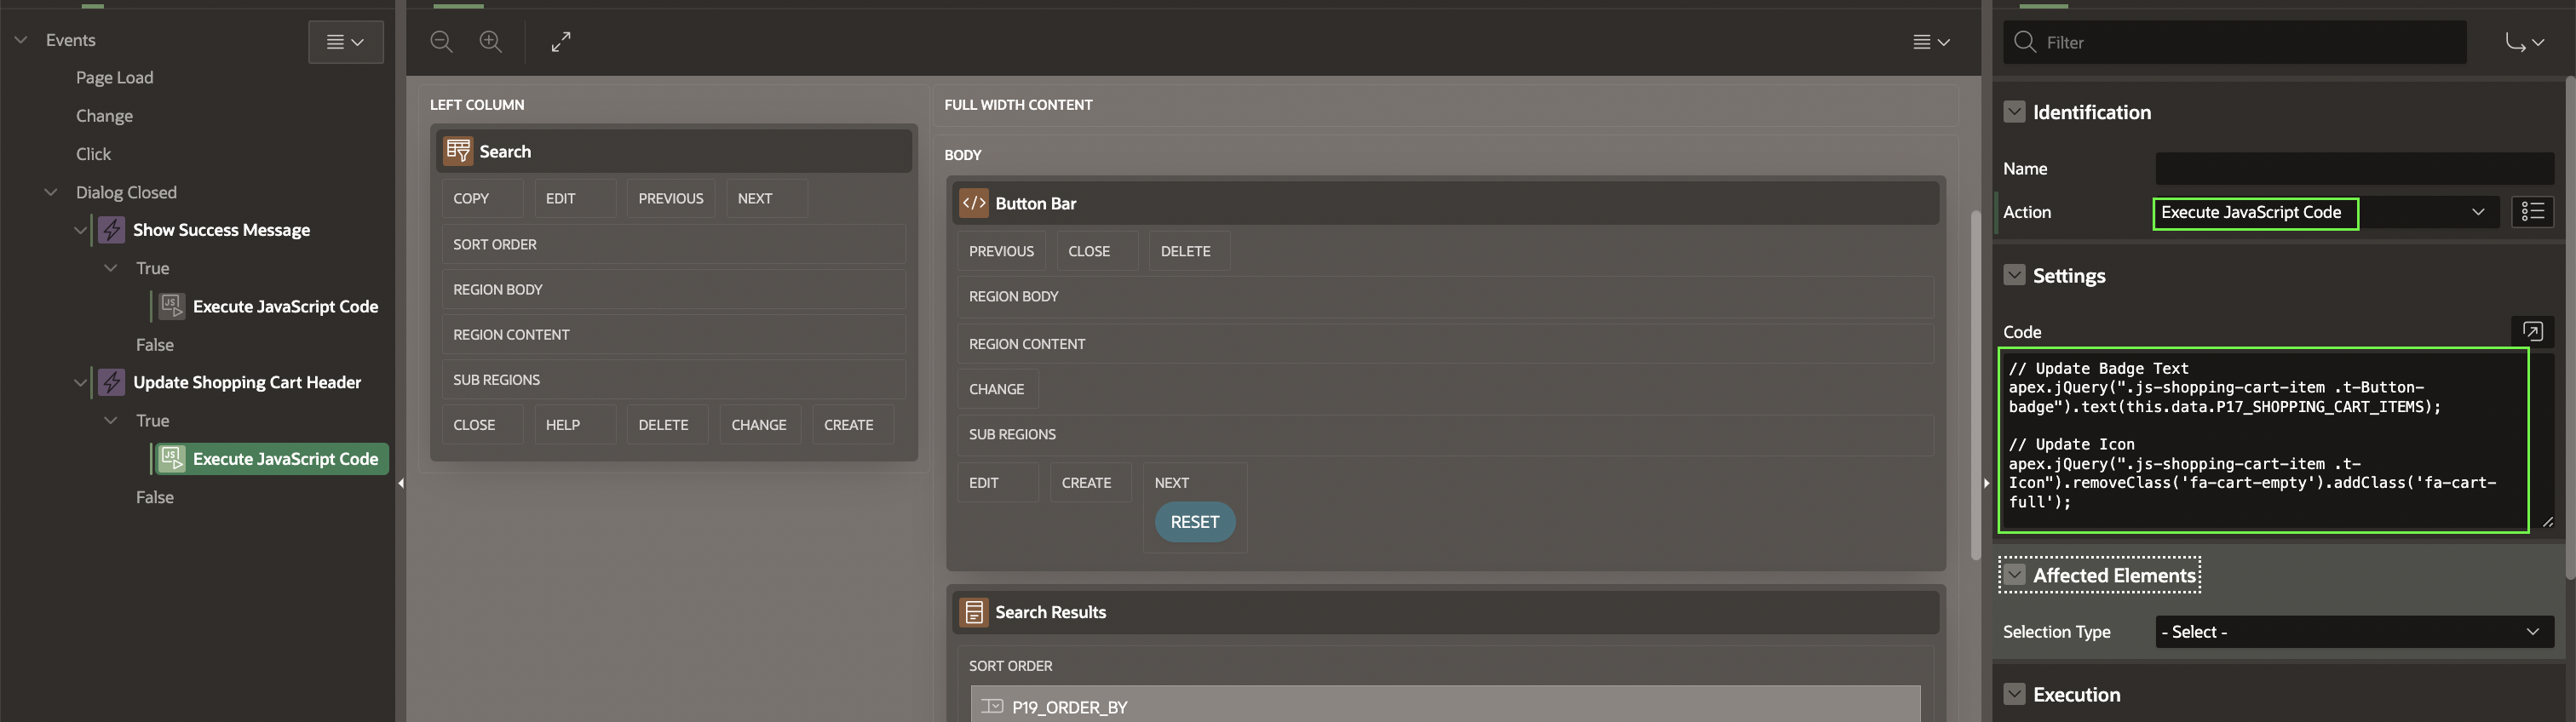 Events
Page Load
Change
Click
Dialog Closed
Show Success Message
True
Execute JavaScript Code
False
Update Shopping Cart Header
True
Execute JavaScript Code
False
LEFT COLUMN
Search
COPY EDIT PREVIOUS NEXT
SORT ORDER
REGION BODY
REGION CONTENT
SUB REGIONS
CLOSE HELP DELETE CHANGE CREATE
FULL WIDTH CONTENT
BODY
</> Button Bar
PREVIOUS CLOSE DELETE
REGION BODY
REGION CONTENT
CHANGE
SUB REGIONS
EDIT CREATE NEXT
RESET
Search Results
SORT ORDER
P19_ORDER_BY
Filter
Identification
Name
Action Execute JavaScript Code
Settings
Code
// Update Badge Text
apex.jQuery(".js-shopping-cart-item .t-Button-
badge").text(this.data.P17_SHOPPING_CART_ITEMS);
// Update Icon
apex.jQuery(".js-shopping-cart-item .t-
Icon").removeClass('fa-cart-empty').addClass('fa-cart-
full');
Affected Elements
Selection Type - Select -
Execution